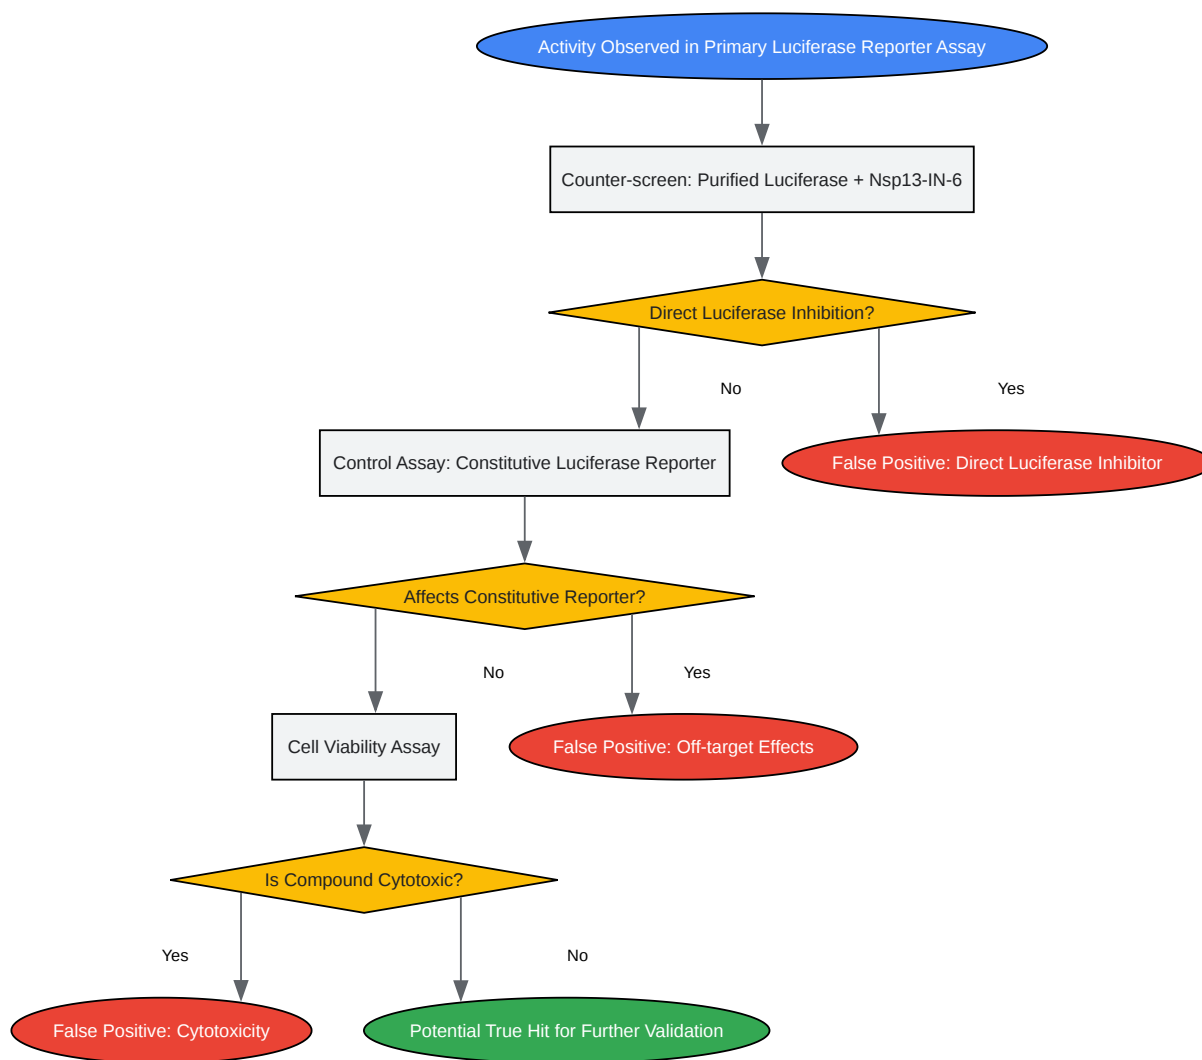 Activity Observed in Primary Luciferase Reporter Assay
Counter-screen: Purified Luciferase + Nsp13-IN-6
Direct Luciferase Inhibition?
No
Yes
Control Assay: Constitutive Luciferase Reporter
False Positive: Direct Luciferase Inhibitor
Affects Constitutive Reporter?
No
Yes
Cell Viability Assay
False Positive: Off-target Effects
Is Compound Cytotoxic?
Yes
No
False Positive: Cytotoxicity
Potential True Hit for Further Validation